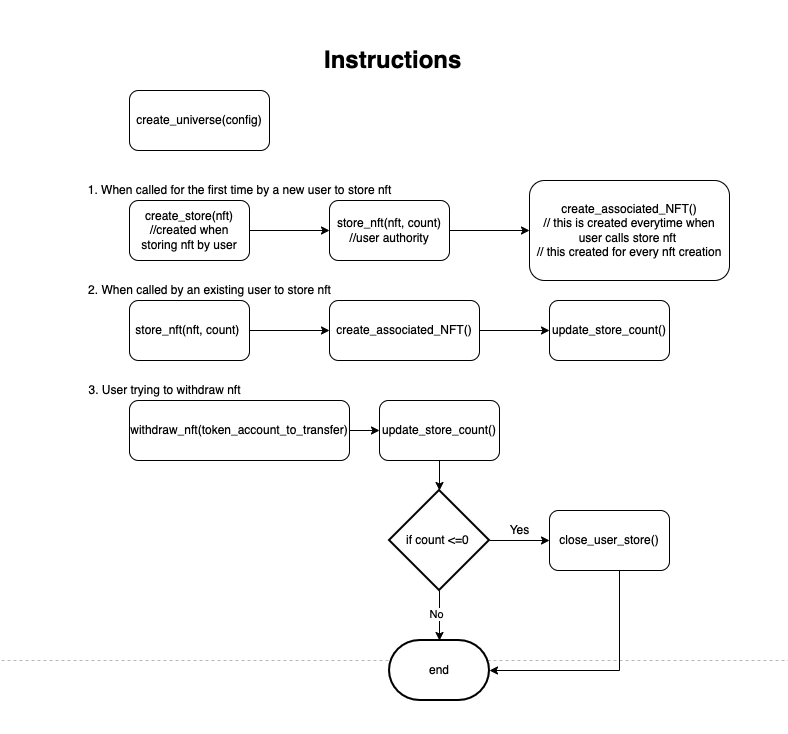 Instructions
create_universe(config)
1. When called for the first time by a new user to store nft
create_store(nft)
//created when
storing nft by user
store_nft(nft, count)
//user authority
create_associated_NFT()
// this is created everytime when
user calls store nft
// this created for every nft creation
2. When called by an existing user to store nft
store_nft(nft, count)
create_associated_NFT()
update_store_count()
3. User trying to withdraw nft
withdraw_nft(token_account_to_transfer)
update_store_count()
if count <=0
Yes
close_user_store()
No
end